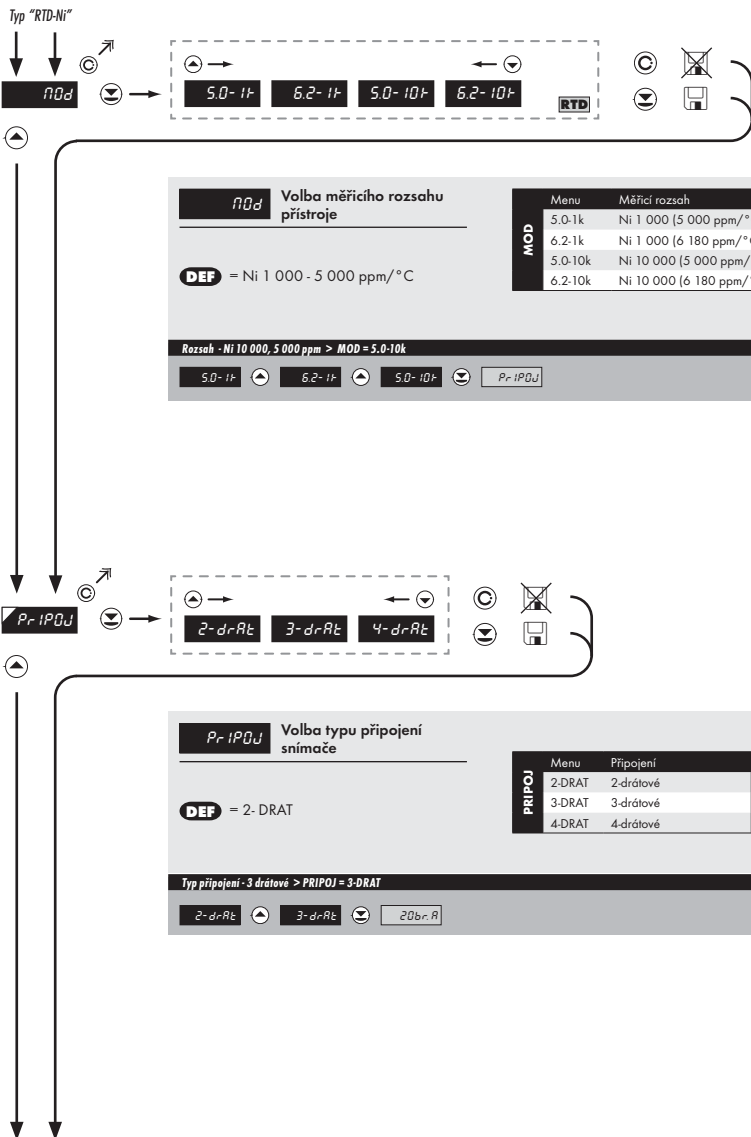 Typ "RTD-Ni"
MOd
5.0-1k 6.2-1k 5.0-10k 6.2-10k
RTD
MOd
Volba měřicího rozsahu
přístroje
DEF = Ni 1 000 - 5 000 ppm/°C
MOD
Menu Měřicí rozsah
5.0-1k Ni 1 000 (5 000 ppm/°
6.2-1k Ni 1 000 (6 180 ppm/°
5.0-10k Ni 10 000 (5 000 ppm/
6.2-10k Ni 10 000 (6 180 ppm/
Rozsah - Ni 10 000, 5 000 ppm > MOD = 5.0-10k
5.0-1k 6.2-1k 5.0-10k PrIPOJ
PrIPOJ
2-drAt 3-drAt 4-drAt
PrIPOJ
Volba typu připojení
snímače
DEF = 2- DRAT
PRIPOJ
Menu Připojení
2-DRAT 2-drátové
3-DRAT 3-drátové
4-DRAT 4-drátové
Typ připojení - 3 drátové > PRIPOJ = 3-DRAT
2-drAt 3-drAt ZObr.A